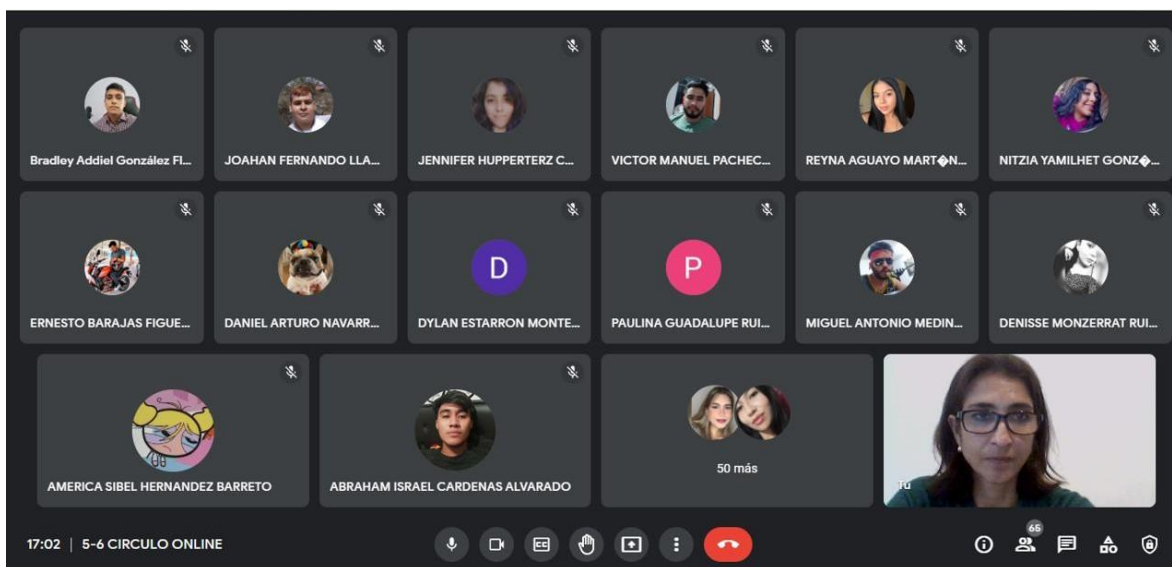 Bradley Addiel González Fl...
JOAHAN FERNANDO LLA...
JENNIFER HUPPERTERZ C...
VICTOR MANUEL PACHEC...
REYNA AGUAYO MART�N...
NITZIA YAMILHET GONZ�...
ERNESTO BARAJAS FIGUE...
DANIEL ARTURO NAVARR...
D
DYLAN ESTARRON MONTE...
P
PAULINA GUADALUPE RUI...
MIGUEL ANTONIO MEDIN...
DENISSE MONZERRAT RUI...
AMERICA SIBEL HERNANDEZ BARRETO
ABRAHAM ISRAEL CARDENAS ALVARADO
50 más
Tú
17:02 | 5-6 CIRCULO ONLINE
CC
65